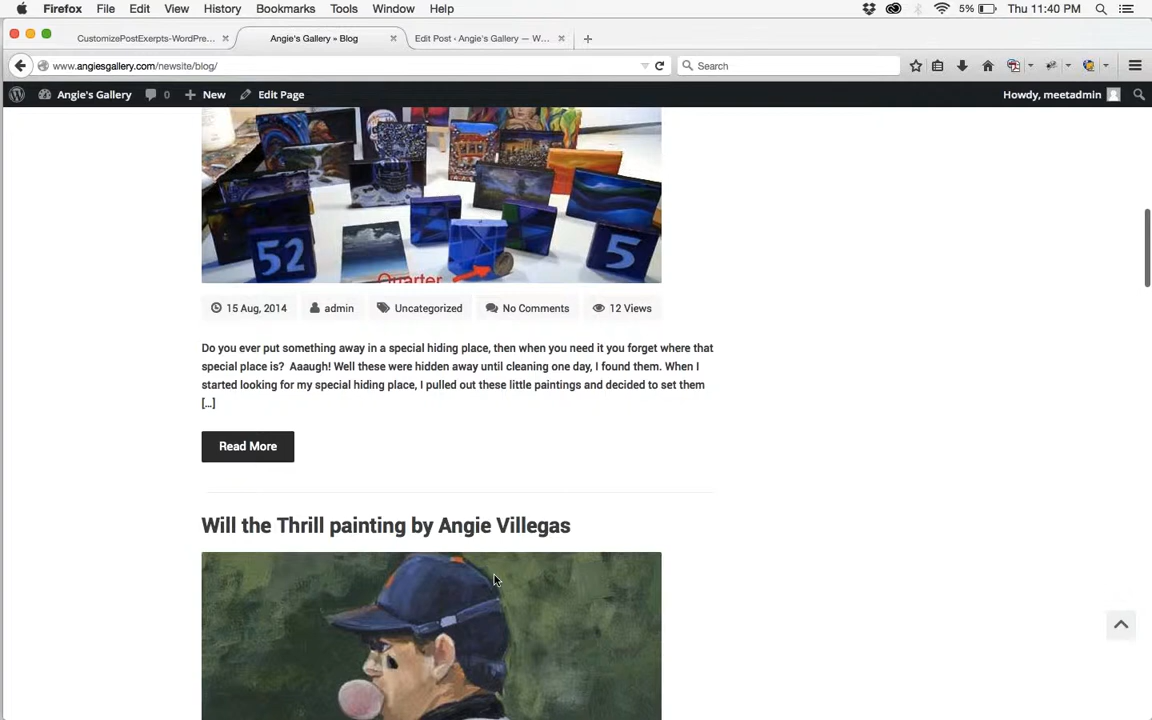 Firefox File Edit View History Bookmarks Tools Window Help 5% Thu 11:40 PM
CustomizePostExerpts-WordPre... Angie's Gallery » Blog Edit Post ‹ Angie's Gallery — W...
www.angiesgallery.com/newsite/blog/ Search
Angie's Gallery 0 New Edit Page Howdy, meetadmin
52
5
Quarter
15 Aug, 2014 admin Uncategorized No Comments 12 Views
Do you ever put something away in a special hiding place, then when you need it you forget where that
special place is? Aaaugh! Well these were hidden away until cleaning one day, I found them. When I
started looking for my special hiding place, I pulled out these little paintings and decided to set them
[...]
Read More
Will the Thrill painting by Angie Villegas